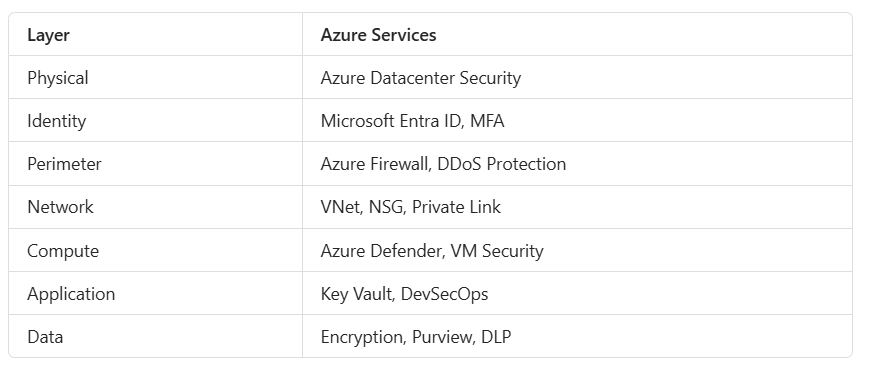 Layer Azure Services
Physical Azure Datacenter Security
Identity Microsoft Entra ID, MFA
Perimeter Azure Firewall, DDoS Protection
Network VNet, NSG, Private Link
Compute Azure Defender, VM Security
Application Key Vault, DevSecOps
Data Encryption, Purview, DLP